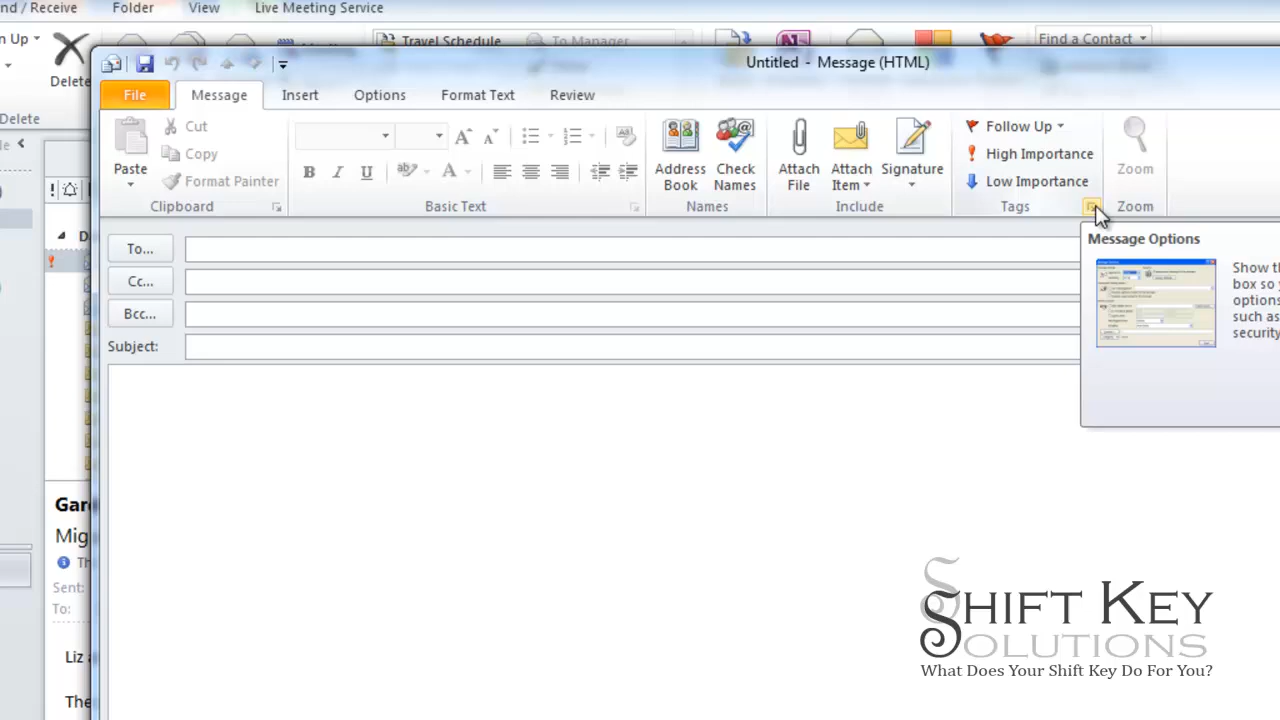 nd / Receive Folder View Live Meeting Service
n Up Travel Schedule To Manager Find a Contact
Delete
Delete
Untitled - Message (HTML)
File Message Insert Options Format Text Review
Cut
Copy
Format Painter
Paste
Clipboard
B I U
Basic Text
Address Book
Check Names
Names
Attach File
Attach Item
Signature
Include
Follow Up
High Importance
Low Importance
Tags
Zoom
Zoom
To...
Cc...
Bcc...
Subject:
Message Options
Show th
box so y
options
such as
security
Gar
Mig
Th
Sent:
To:
Liz
The
Shift Key
Solutions
What Does Your Shift Key Do For You?